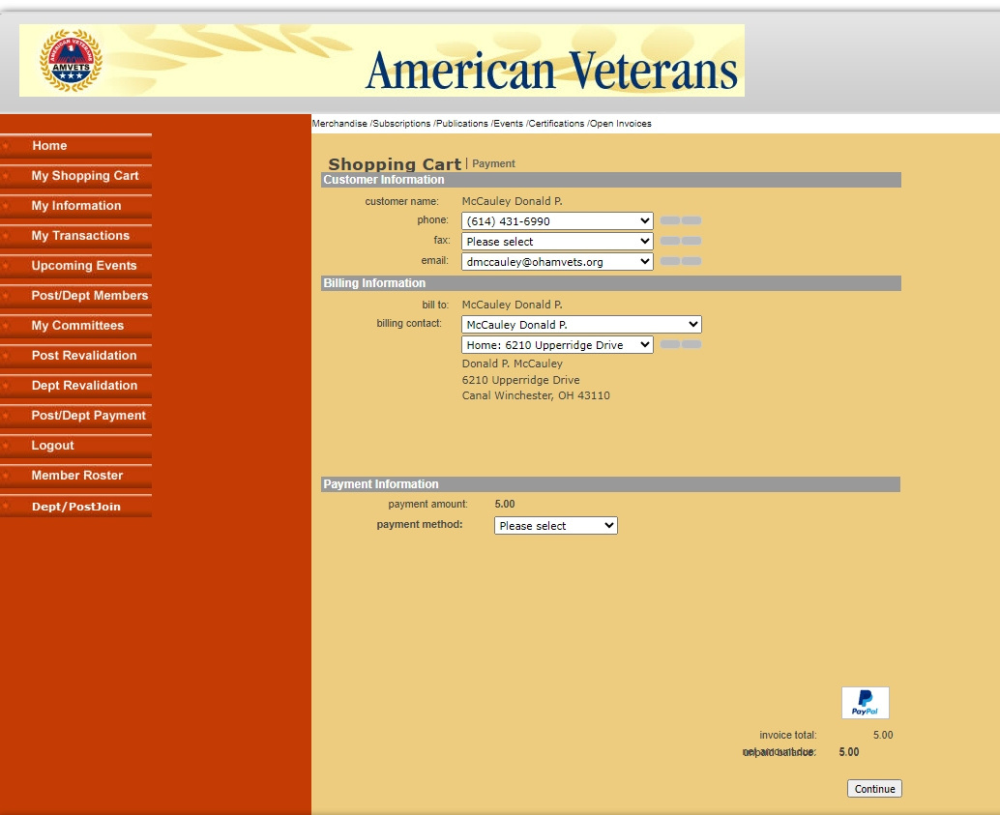 AMERICAN VETERANS
AMVETS
American Veterans
Merchandise /Subscriptions /Publications /Events /Certifications /Open Invoices
Home
My Shopping Cart
My Information
My Transactions
Upcoming Events
Post/Dept Members
My Committees
Post Revalidation
Dept Revalidation
Post/Dept Payment
Logout
Member Roster
Dept/PostJoin
Shopping Cart | Payment
Customer Information
customer name: McCauley Donald P.
phone: (614) 431-6990
fax: Please select
email: dmccauley@ohamvets.org
Billing Information
bill to: McCauley Donald P.
billing contact: McCauley Donald P.
Home: 6210 Upperridge Drive
Donald P. McCauley
6210 Upperridge Drive
Canal Winchester, OH 43110
Payment Information
payment amount: 5.00
payment method: Please select
PayPal
invoice total: 5.00
net amount due: 5.00
unpaid balance:
Continue